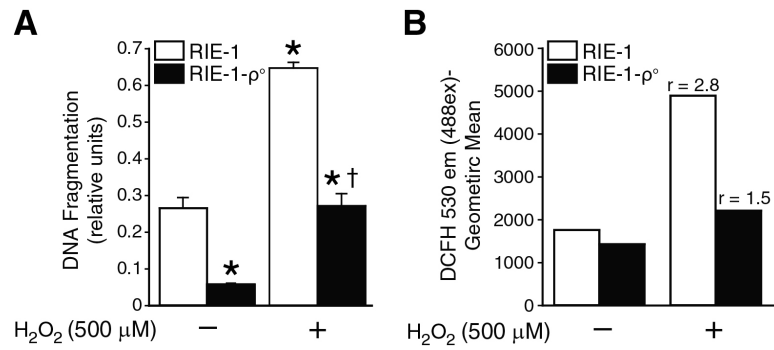 A
DNA Fragmentation
(relative units)
0.7
0.6
0.5
0.4
0.3
0.2
0.1
0
RIE-1
RIE-1-ρ°
*
*
* †
H₂O₂ (500 μM)
−
+
B
DCFH 530 em (488ex)-
Geometirc Mean
6000
5000
4000
3000
2000
1000
0
RIE-1
RIE-1-ρ°
r = 2.8
r = 1.5
H₂O₂
(500 μM)
−
+